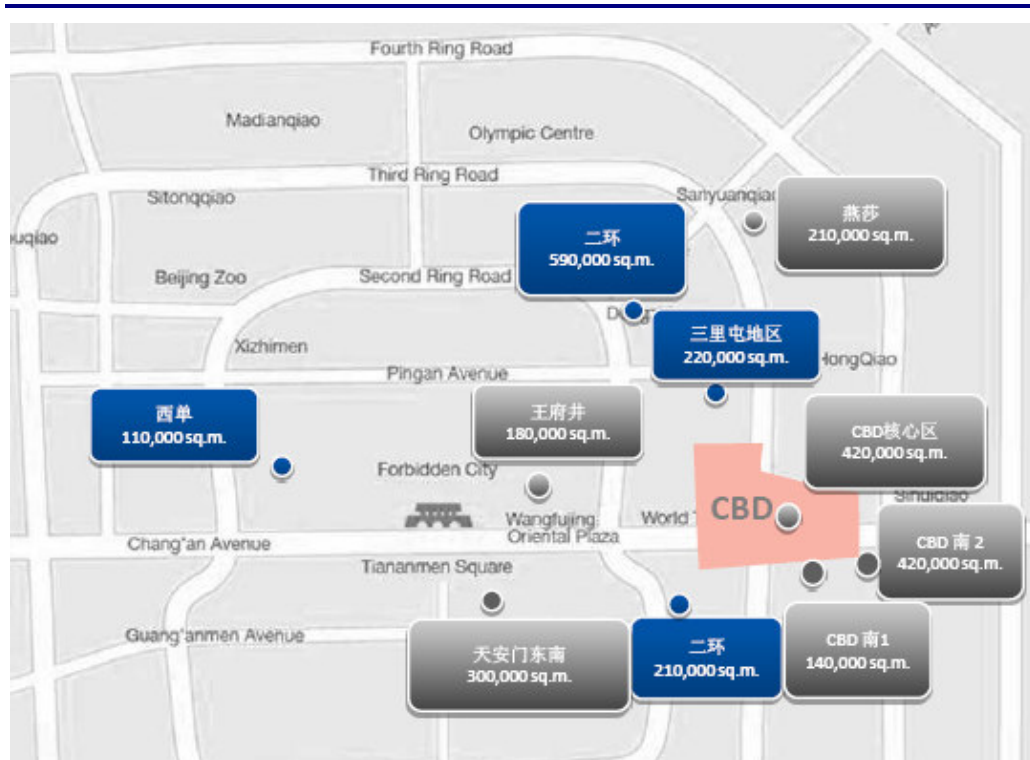 Fourth Ring Road
Madianqiao
Olympic Centre
Third Ring Road
Sitongqiao
Sanyuanqiao
燕莎
210,000 sq.m.
二环
590,000 sq.m.
Beijing Zoo
Second Ring Road
三里屯地区
220,000 sq.m.
Xizhimen
HongQiao
Pingan Avenue
西单
110,000 sq.m.
王府井
180,000 sq.m.
CBD核心区
420,000 sq.m.
Forbidden City
Sihuiqiao
CBD
Wangfujing
Oriental Plaza
World
Chang'an Avenue
CBD 南 2
420,000 sq.m.
Tiananmen Square
Guang'anmen Avenue
天安门东南
300,000 sq.m.
二环
210,000 sq.m.
CBD 南1
140,000 sq.m.